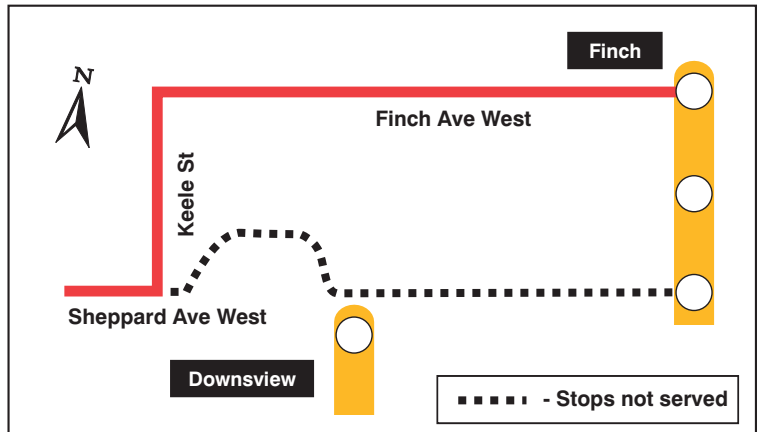 Finch
N
Finch Ave West
Keele St
Sheppard Ave West
Downsview
- Stops not served